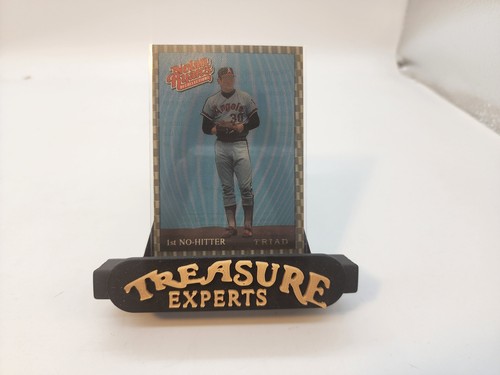 Angels
30
1st NO-HITTER TRIAD
TREASURE
EXPERTS